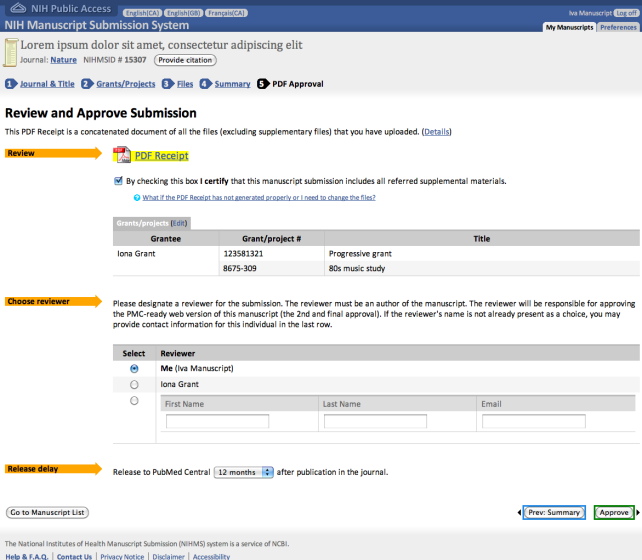 NIH Public Access English(CA) English(GB) Français(CA) Iva Manuscript Log off
NIH Manuscript Submission System My Manuscripts Preferences
Lorem ipsum dolor sit amet, consectetur adipiscing elit
Journal: Nature NIHMSID # 15307 Provide citation
1 Journal & Title 2 Grants/Projects 3 Files 4 Summary 5 PDF Approval
Review and Approve Submission
This PDF Receipt is a concatenated document of all the files (excluding supplementary files) that you have uploaded. (Details)
Review PDF Receipt
By checking this box I certify that this manuscript submission includes all referred supplemental materials.
What if the PDF Receipt has not generated properly or I need to change the files?
Grants/projects (Edit)
Grantee Grant/project # Title
Iona Grant 123581321 Progressive grant
8675-309 80s music study
Choose reviewer Please designate a reviewer for the submission. The reviewer must be an author of the manuscript. The reviewer will be responsible for approving
the PMC-ready web version of this manuscript (the 2nd and final approval). If the reviewer's name is not already present as a choice, you may
provide contact information for this individual in the last row.
Select Reviewer
Me (Iva Manuscript)
Iona Grant
First Name Last Name Email
Release delay Release to PubMed Central 12 months after publication in the journal.
Go to Manuscript List Prev: Summary Approve
The National Institutes of Health Manuscript Submission (NIHMS) system is a service of NCBI.
Help & F.A.Q. | Contact Us | Privacy Notice | Disclaimer | Accessibility